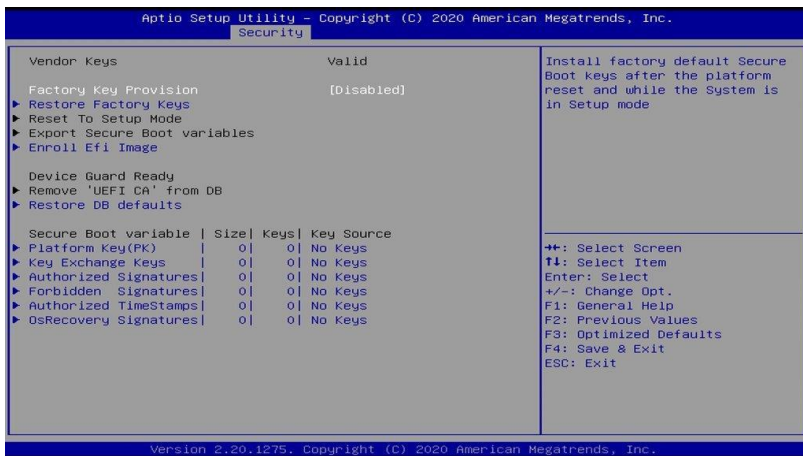 Aptio Setup Utility – Copyright (C) 2020 American Megatrends, Inc.
Security
Vendor Keys Valid
Factory Key Provision [Disabled]
▶ Restore Factory Keys
▶ Reset To Setup Mode
▶ Export Secure Boot variables
▶ Enroll Efi Image
Device Guard Ready
▶ Remove 'UEFI CA' from DB
▶ Restore DB defaults
Secure Boot variable | Size| Keys| Key Source
▶ Platform Key(PK) | 0| 0| No Keys
▶ Key Exchange Keys | 0| 0| No Keys
▶ Authorized Signatures| 0| 0| No Keys
▶ Forbidden Signatures| 0| 0| No Keys
▶ Authorized TimeStamps| 0| 0| No Keys
▶ OsRecovery Signatures| 0| 0| No Keys
Install factory default Secure
Boot keys after the platform
reset and while the System is
in Setup mode
→←: Select Screen
↑↓: Select Item
Enter: Select
+/-: Change Opt.
F1: General Help
F2: Previous Values
F3: Optimized Defaults
F4: Save & Exit
ESC: Exit
Version 2.20.1275. Copyright (C) 2020 American Megatrends, Inc.